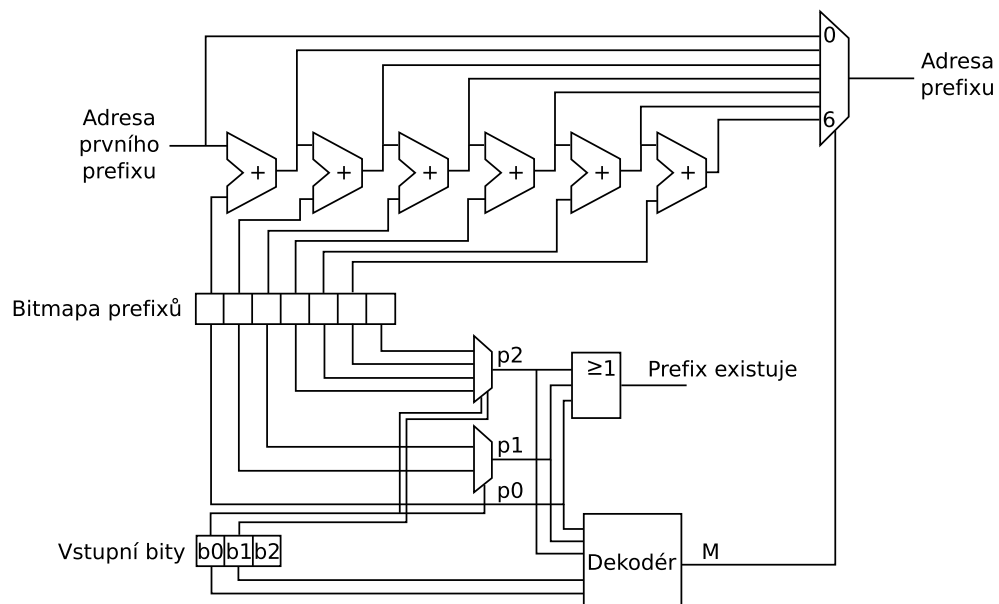 0
Adresa
prefixu
6
Adresa
prvního
prefixu
+ + + + + +
Bitmapa prefixů
p2
≥1
Prefix existuje
p1
p0
Vstupní bity
b0 b1 b2
Dekodér
M